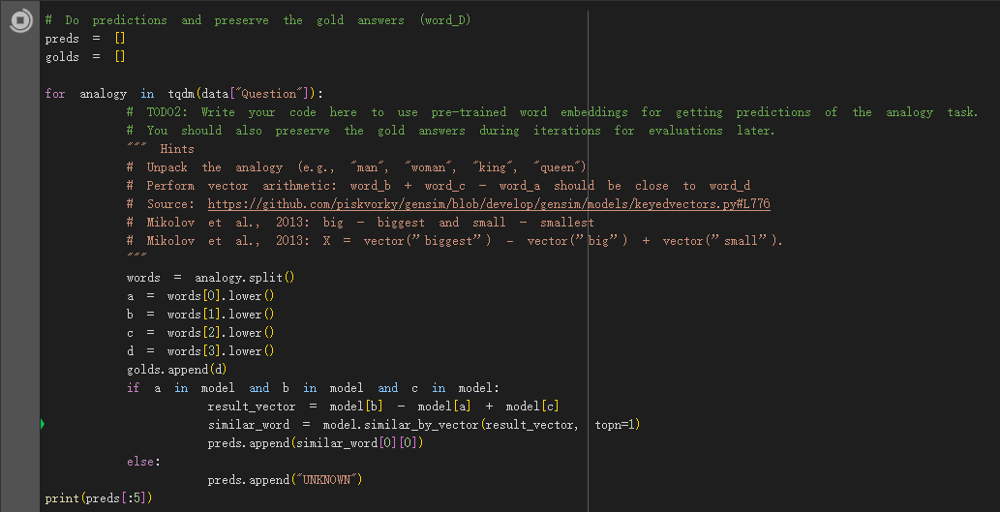 # Do predictions and preserve the gold answers (word_D)
preds = []
golds = []
for analogy in tqdm(data["Question"]):
# TODO2: Write your code here to use pre-trained word embeddings for getting predictions of the analogy task.
# You should also preserve the gold answers during iterations for evaluations later.
""" Hints
# Unpack the analogy (e.g., "man", "woman", "king", "queen")
# Perform vector arithmetic: word_b + word_c - word_a should be close to word_d
# Source: https://github.com/piskvorky/gensim/blob/develop/gensim/models/keyedvectors.py#L776
# Mikolov et al., 2013: big - biggest and small - smallest
# Mikolov et al., 2013: X = vector(”biggest”) - vector(”big”) + vector(”small”).
"""
words = analogy.split()
a = words[0].lower()
b = words[1].lower()
c = words[2].lower()
d = words[3].lower()
golds.append(d)
if a in model and b in model and c in model:
result_vector = model[b] - model[a] + model[c]
similar_word = model.similar_by_vector(result_vector, topn=1)
preds.append(similar_word[0][0])
else:
preds.append("UNKNOWN")
print(preds[:5])